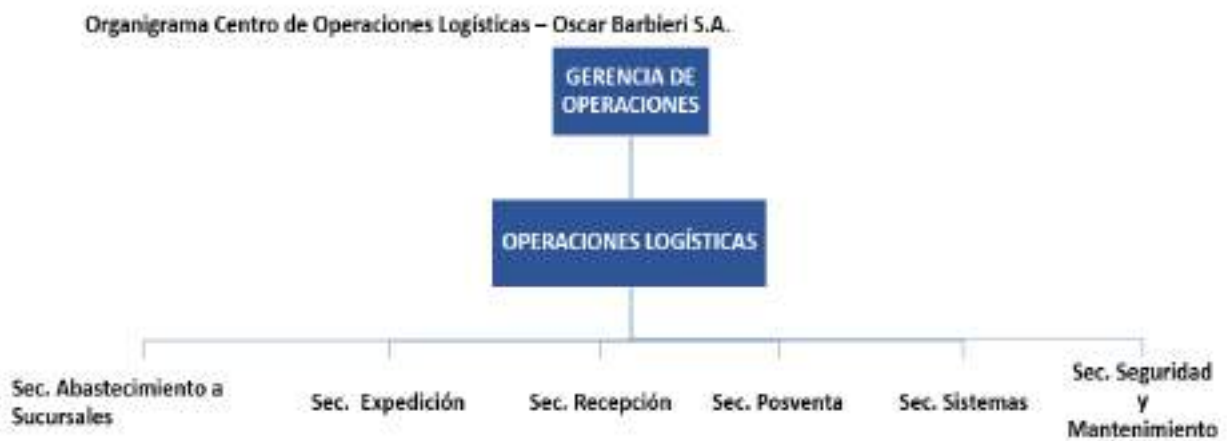 Organigrama Centro de Operaciones Logísticas – Oscar Barbieri S.A.
GERENCIA DE
OPERACIONES
OPERACIONES LOGÍSTICAS
Sec. Abastecimiento a
Sucursales
Sec. Expedición
Sec. Recepción
Sec. Posventa
Sec. Sistemas
Sec. Seguridad
y
Mantenimiento